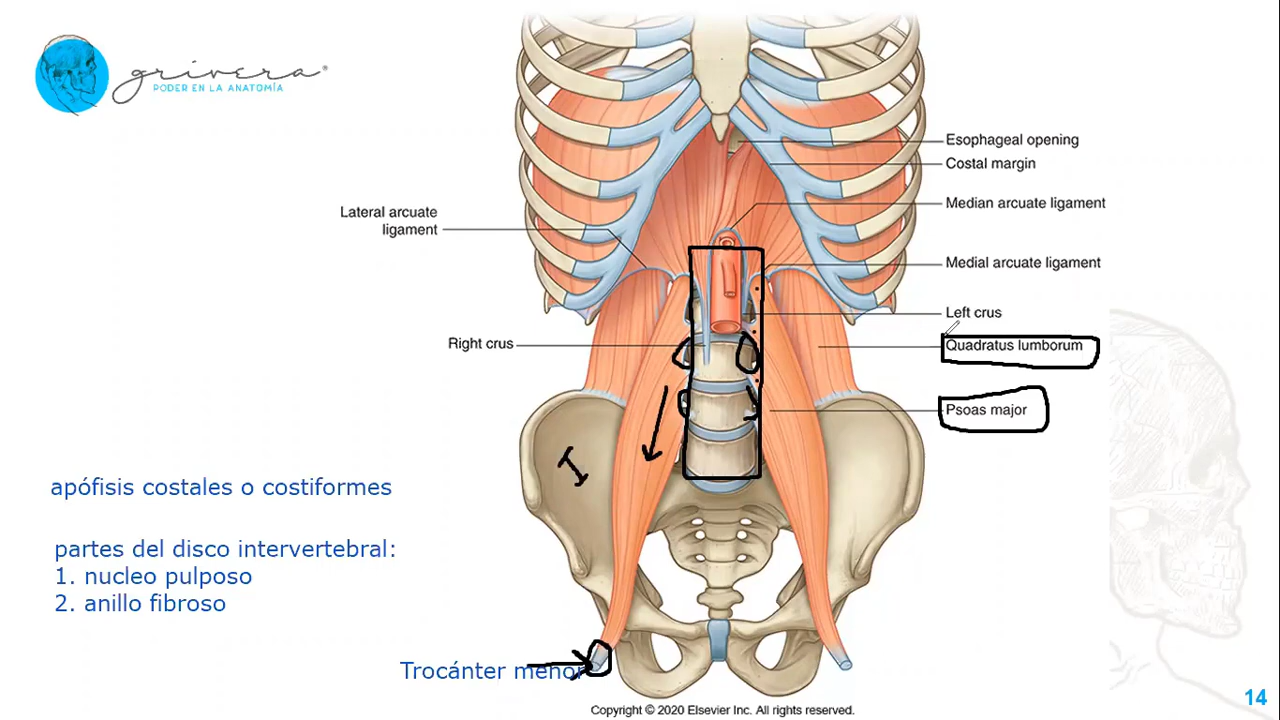 grivera®
PODER EN LA ANATOMÍA
Esophageal opening
Costal margin
Lateral arcuate
ligament
Median arcuate ligament
Medial arcuate ligament
Left crus
Right crus
Quadratus lumborum
Psoas major
I
apófisis costales o costiformes
partes del disco intervertebral:
1. nucleo pulposo
2. anillo fibroso
Trocánter menor
14
Copyright © 2020 Elsevier Inc. All rights reserved.